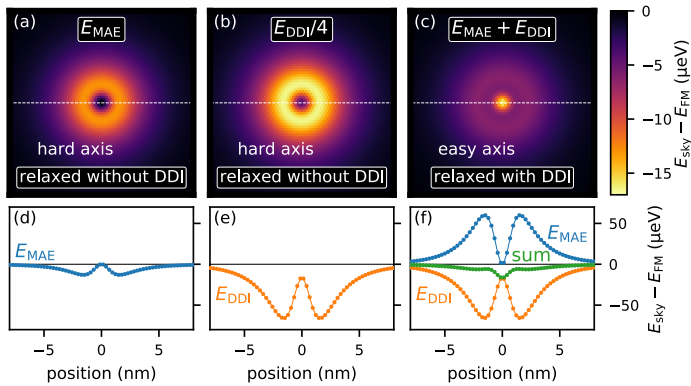 (a) E_MAE
hard axis
relaxed without DDI
(b) E_DDI/4
hard axis
relaxed without DDI
(c) E_MAE + E_DDI
easy axis
relaxed with DDI
0
−5
−10
−15
E_sky − E_FM (μeV)
(d)
E_MAE
−5 0 5
position (nm)
(e)
E_DDI
−5 0 5
position (nm)
(f)
E_MAE
sum
E_DDI
−5 0 5
position (nm)
50
0
−50
E_sky − E_FM (μeV)